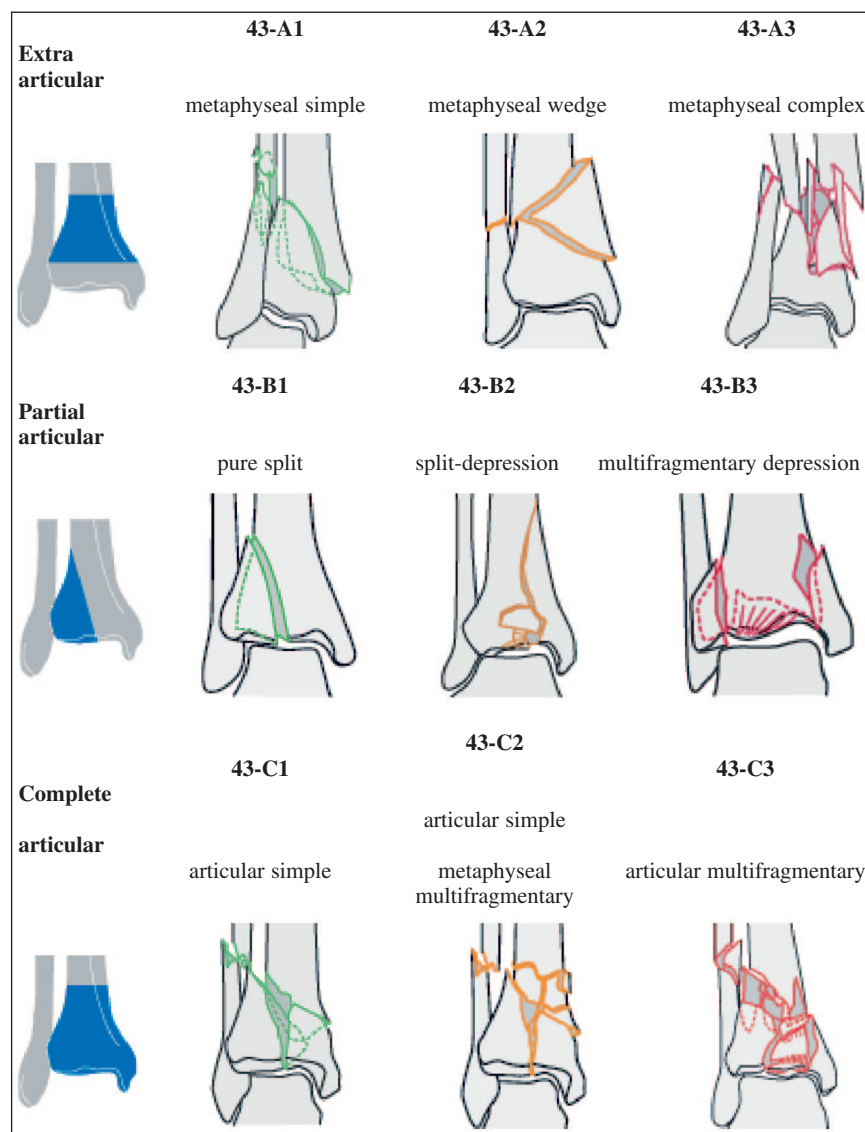 43-A1 43-A2 43-A3
Extra
articular
metaphyseal simple metaphyseal wedge metaphyseal complex
43-B1 43-B2 43-B3
Partial
articular
pure split split-depression multifragmentary depression
43-C2
43-C1 43-C3
Complete
articular simple
articular
articular simple metaphyseal articular multifragmentary
multifragmentary